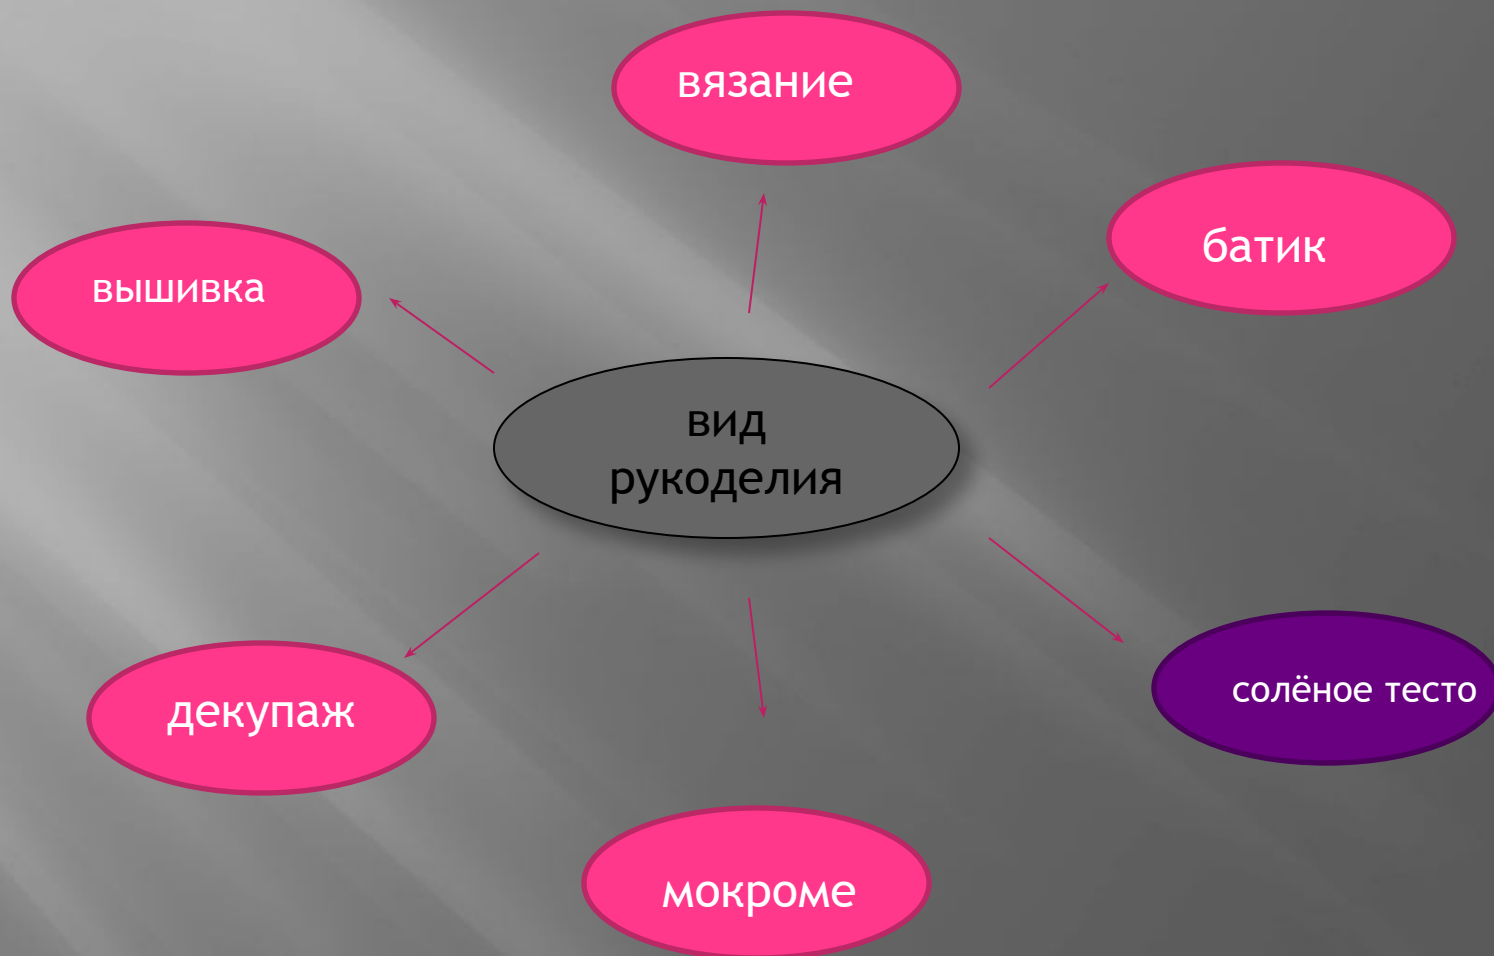 вязание
батик
вышивка
вид
рукоделия
солёное тесто
декупаж
мокроме